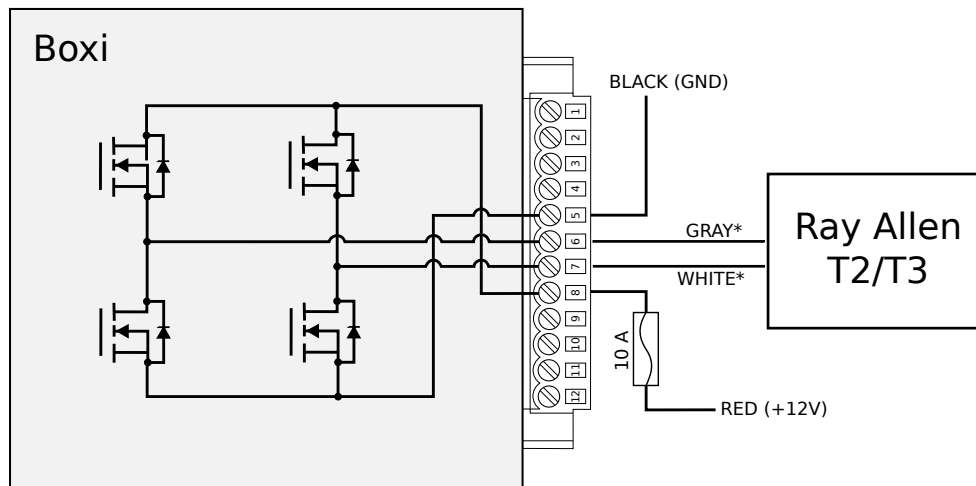 Boxi
BLACK (GND)
1
2
3
4
5
6
7
8
9
10
11
12
GRAY*
WHITE*
Ray Allen
T2/T3
10 A
RED (+12V)